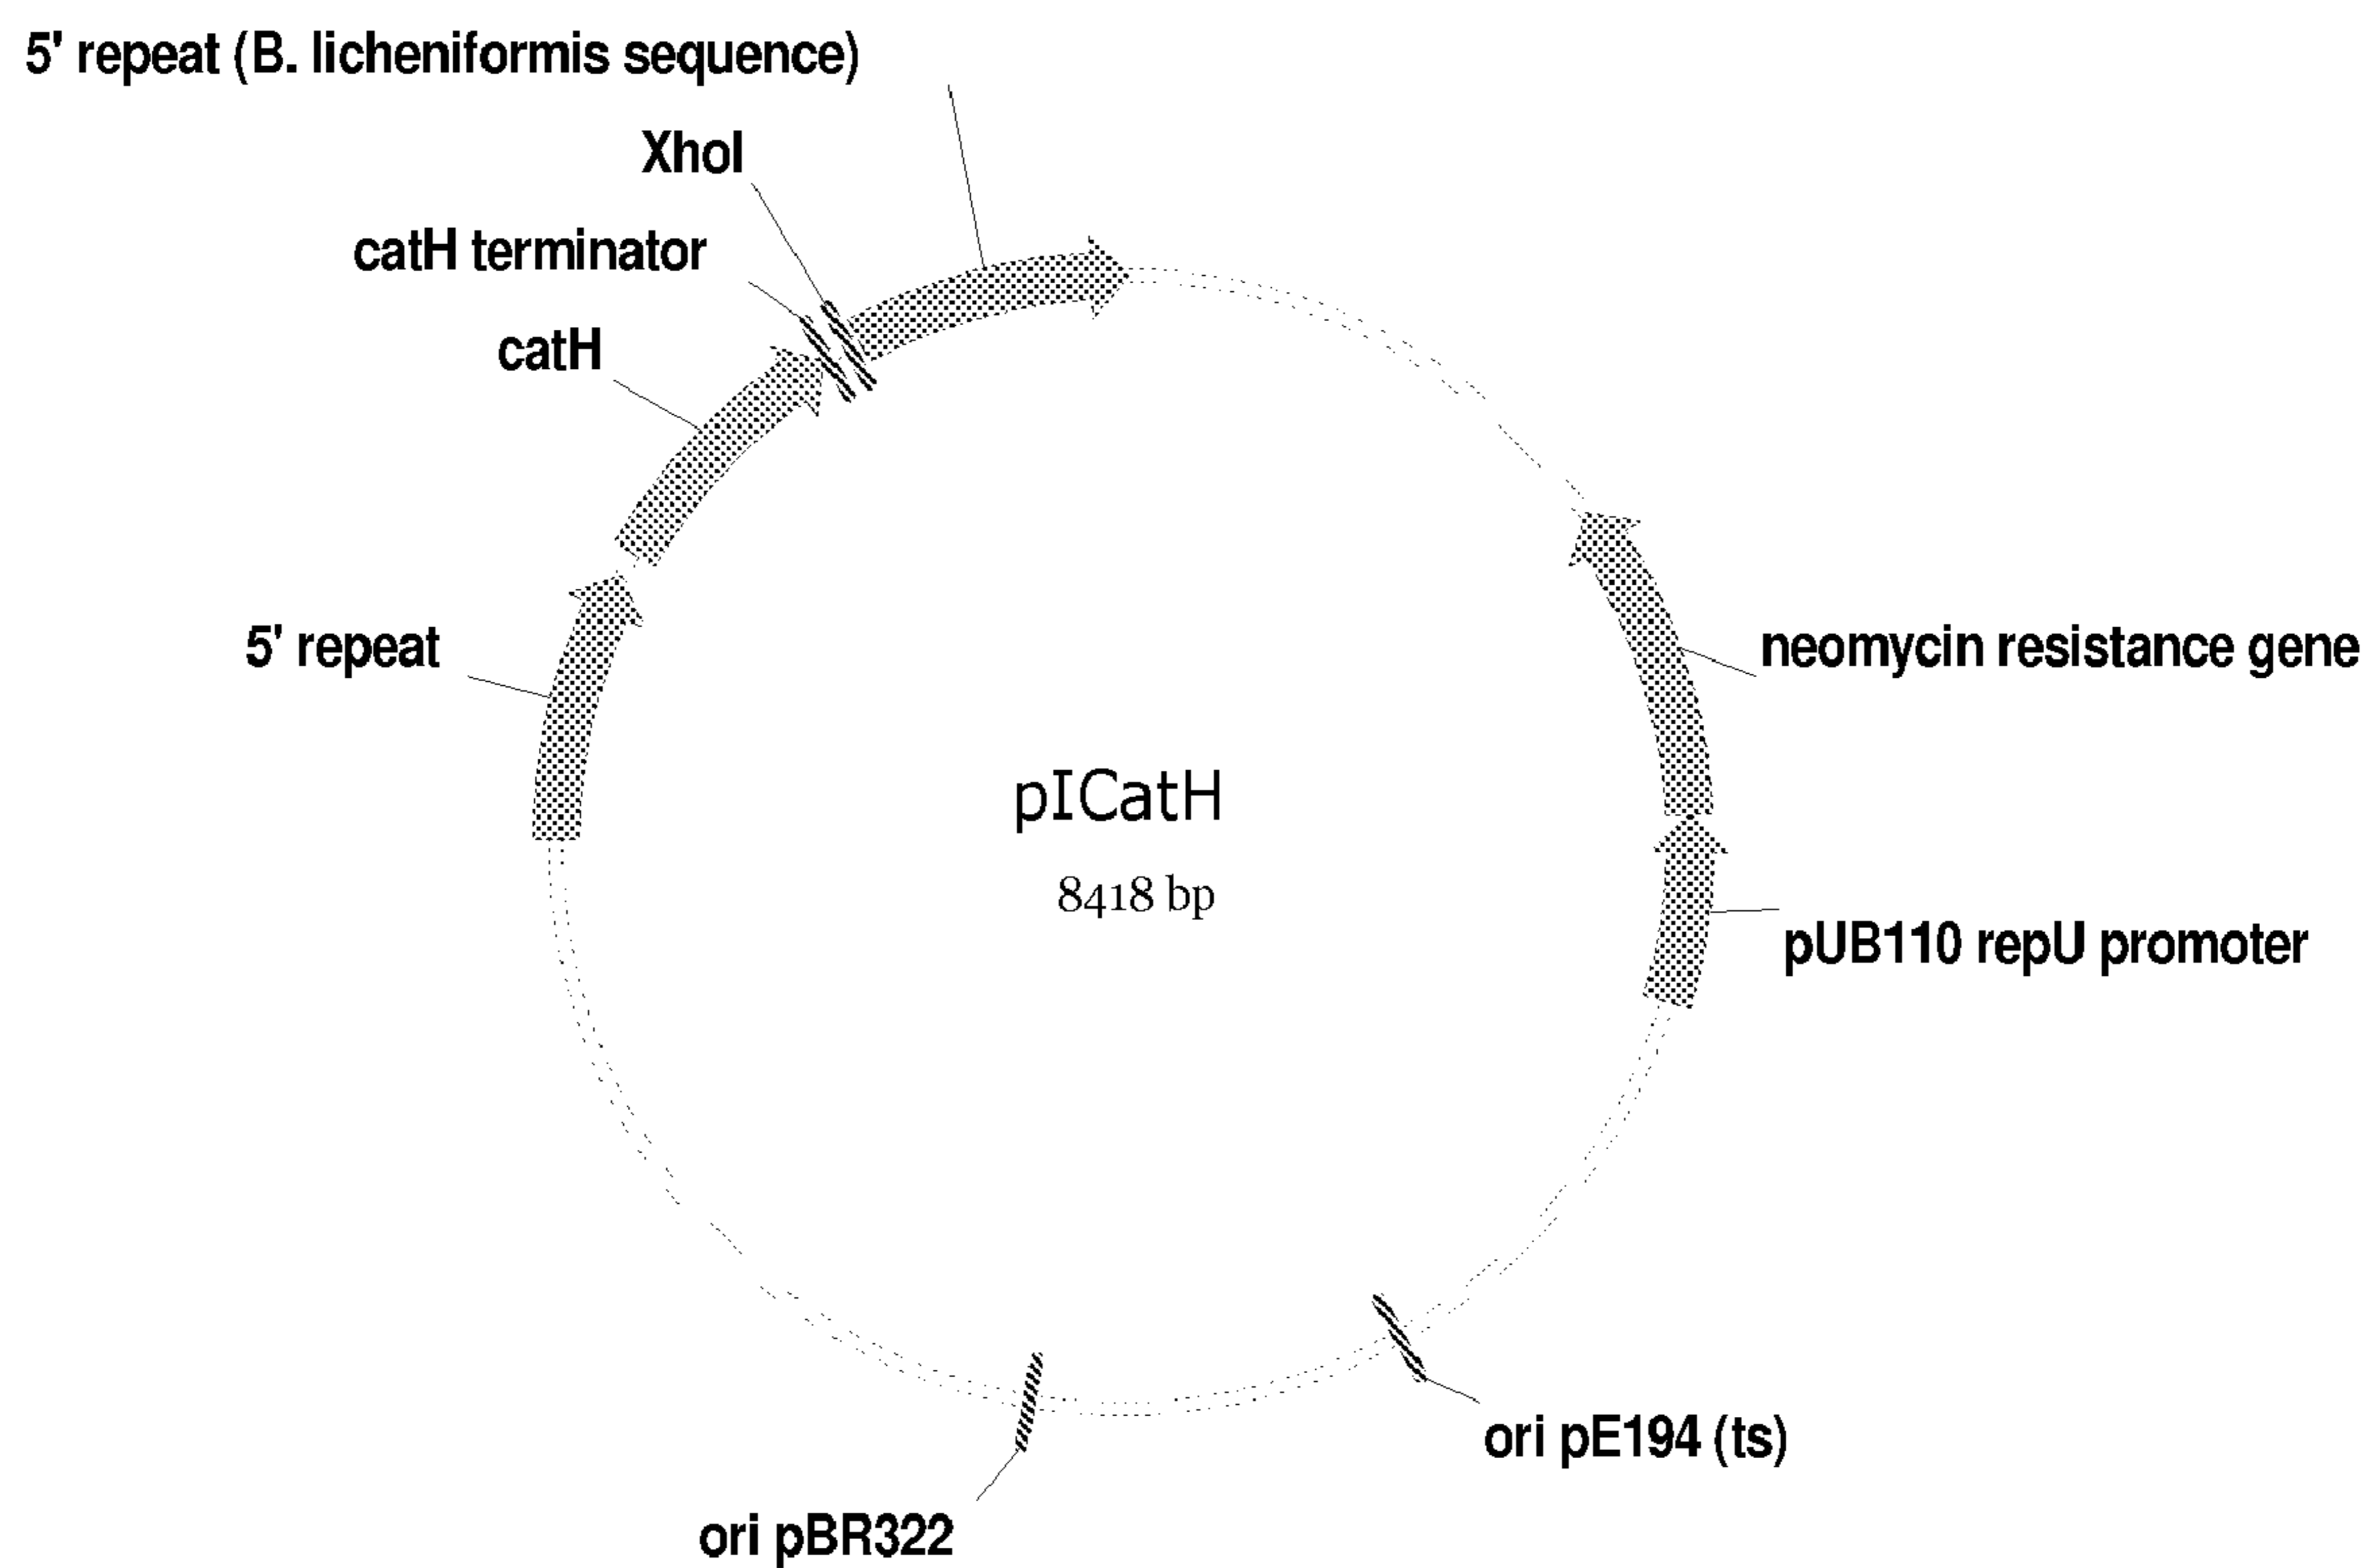 5' repeat (B. licheniformis sequence)
XhoI
catH terminator
catH
5' repeat
neomycin resistance gene
pICatH
8418 bp
pUB110 repU promoter
ori pE194 (ts)
ori pBR322